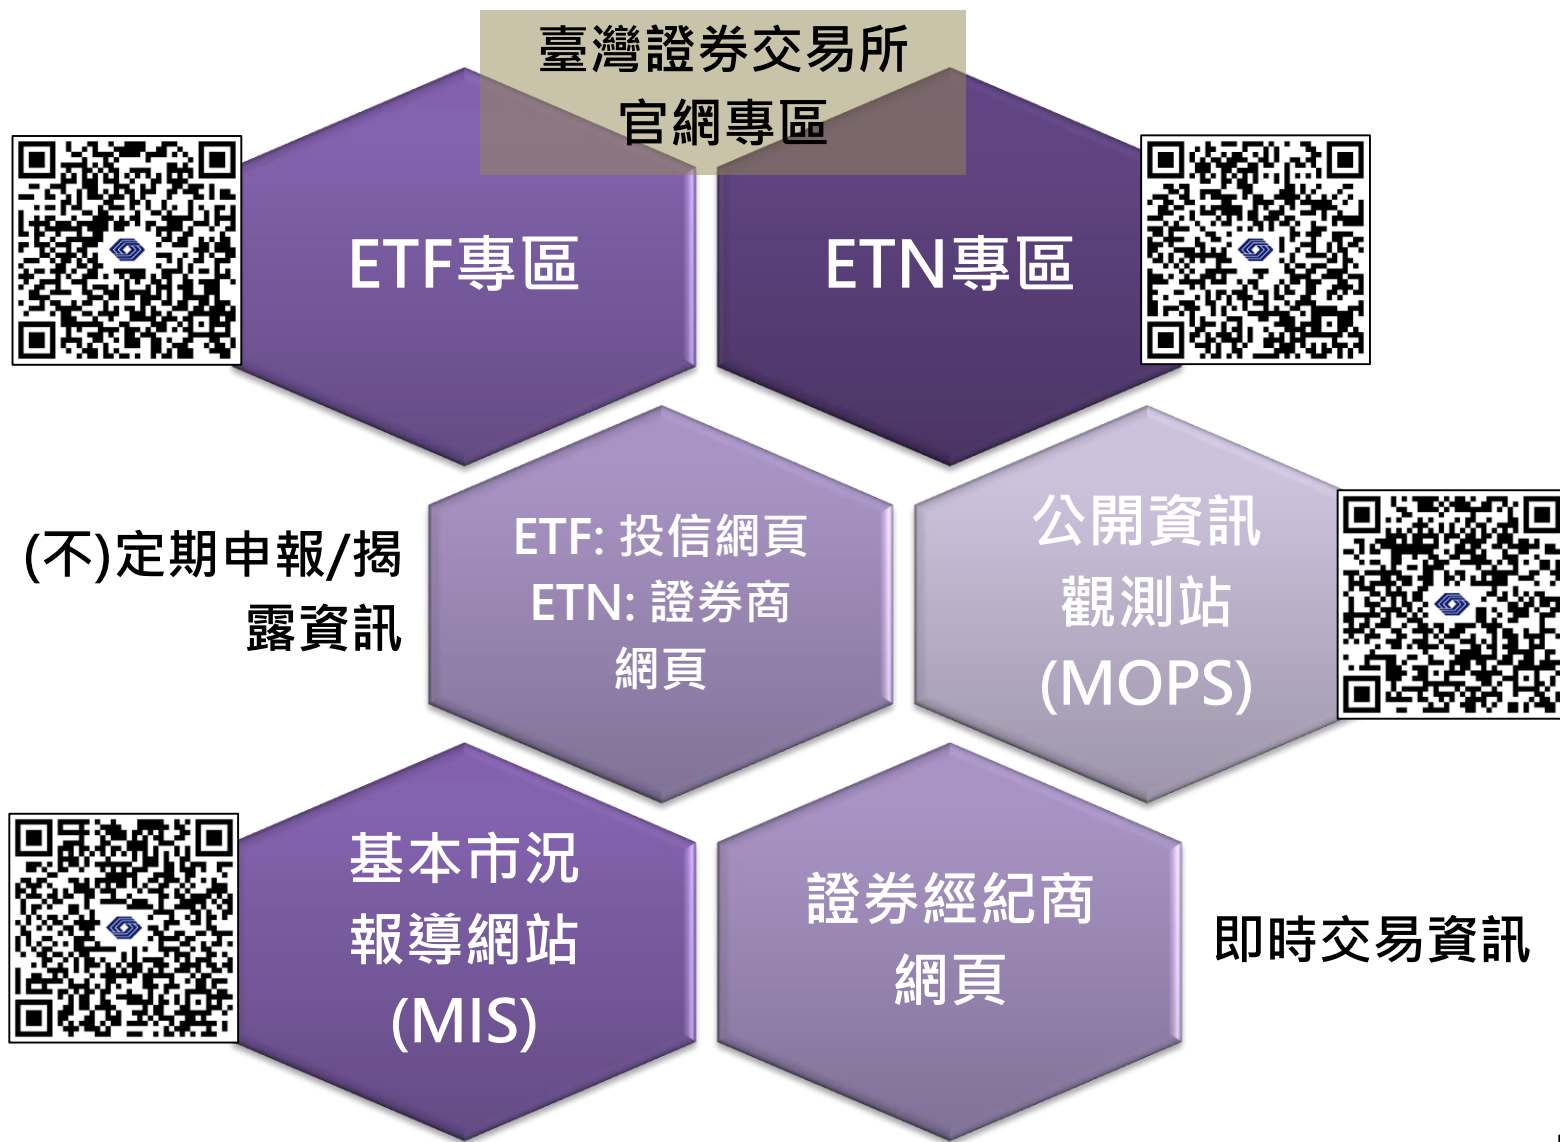 臺灣證券交易所
官網專區
ETF專區
ETN專區
(不)定期申報/揭
露資訊
ETF: 投信網頁
ETN: 證券商
網頁
公開資訊
觀測站
(MOPS)
基本市況
報導網站
(MIS)
證券經紀商
網頁
即時交易資訊